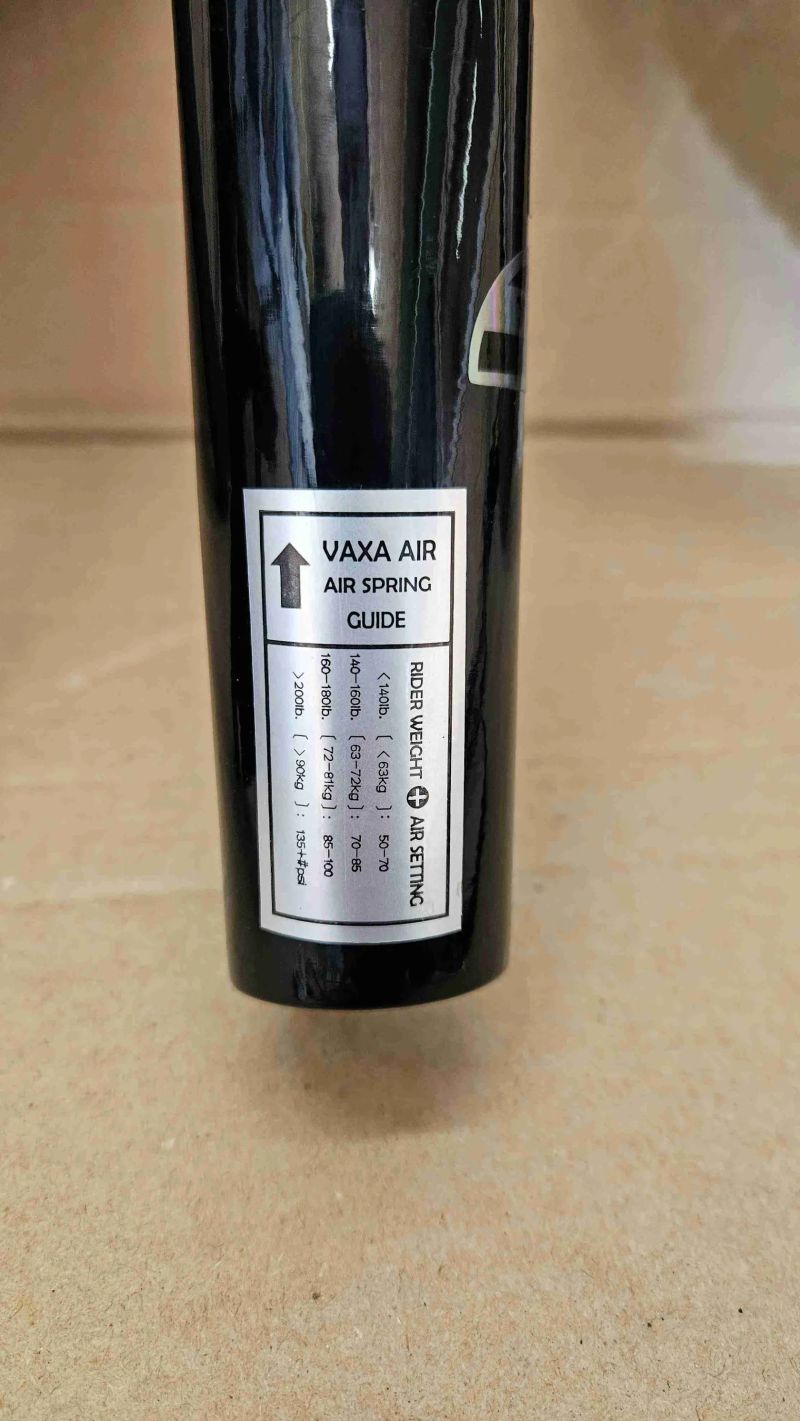 VAXA AIR
AIR SPRING
GUIDE
RIDER WEIGHT + AIR SETTING
<140lb. [ <63kg ]: 50-70
140-160lb. [63-72kg]: 70-85
160-180lb. [ 72-81kg]: 85-100
>200lb. [ >90kg ]: 135+#psi